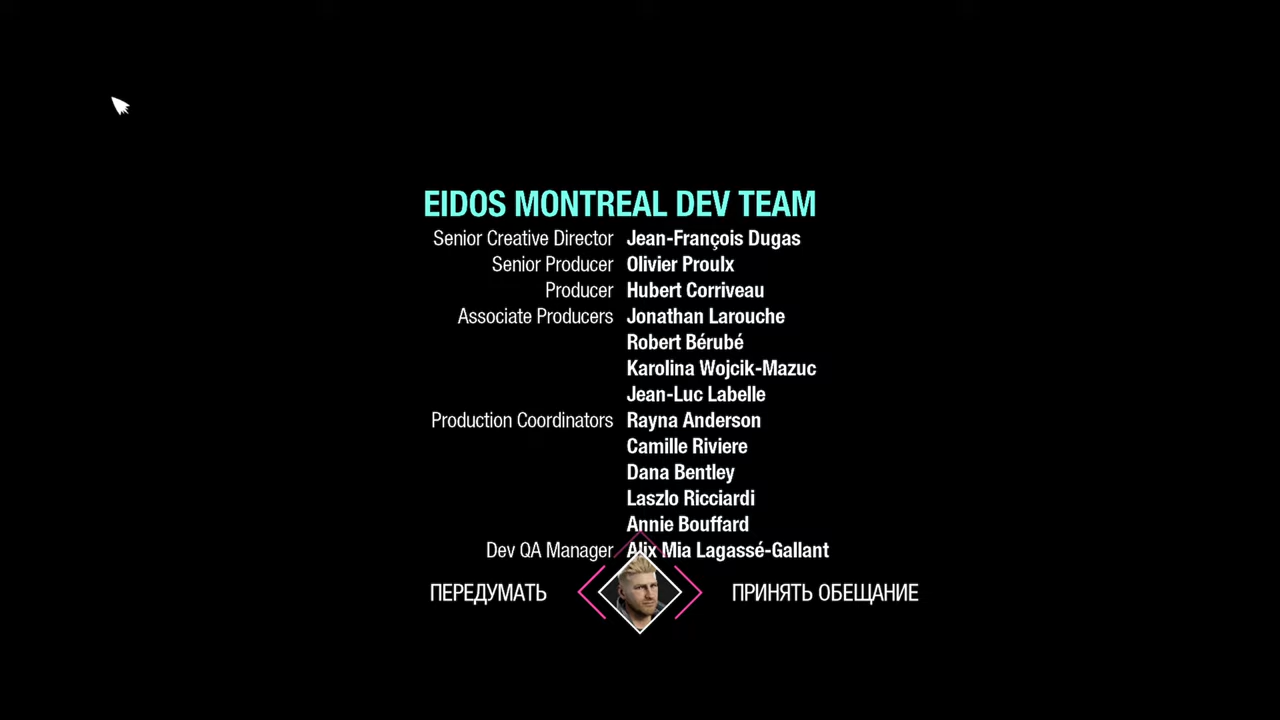 EIDOS MONTREAL DEV TEAM
Senior Creative Director Jean-François Dugas
Senior Producer Olivier Proulx
Producer Hubert Corriveau
Associate Producers Jonathan Larouche
Robert Bérubé
Karolina Wojcik-Mazuc
Jean-Luc Labelle
Production Coordinators Rayna Anderson
Camille Riviere
Dana Bentley
Laszlo Ricciardi
Annie Bouffard
Dev QA Manager Alix Mia Lagassé-Gallant
ПЕРЕДУМАТЬ ПРИНЯТЬ ОБЕЩАНИЕ